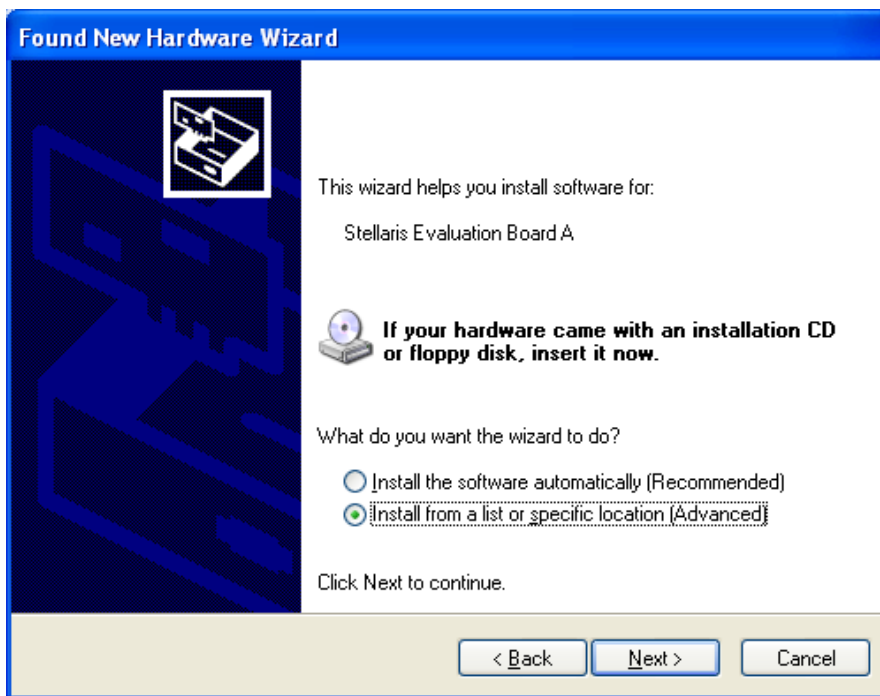 Found New Hardware Wizard
This wizard helps you install software for:
Stellaris Evaluation Board A
If your hardware came with an installation CD
or floppy disk, insert it now.
What do you want the wizard to do?
Install the software automatically (Recommended)
Install from a list or specific location (Advanced)
Click Next to continue.
< Back Next > Cancel